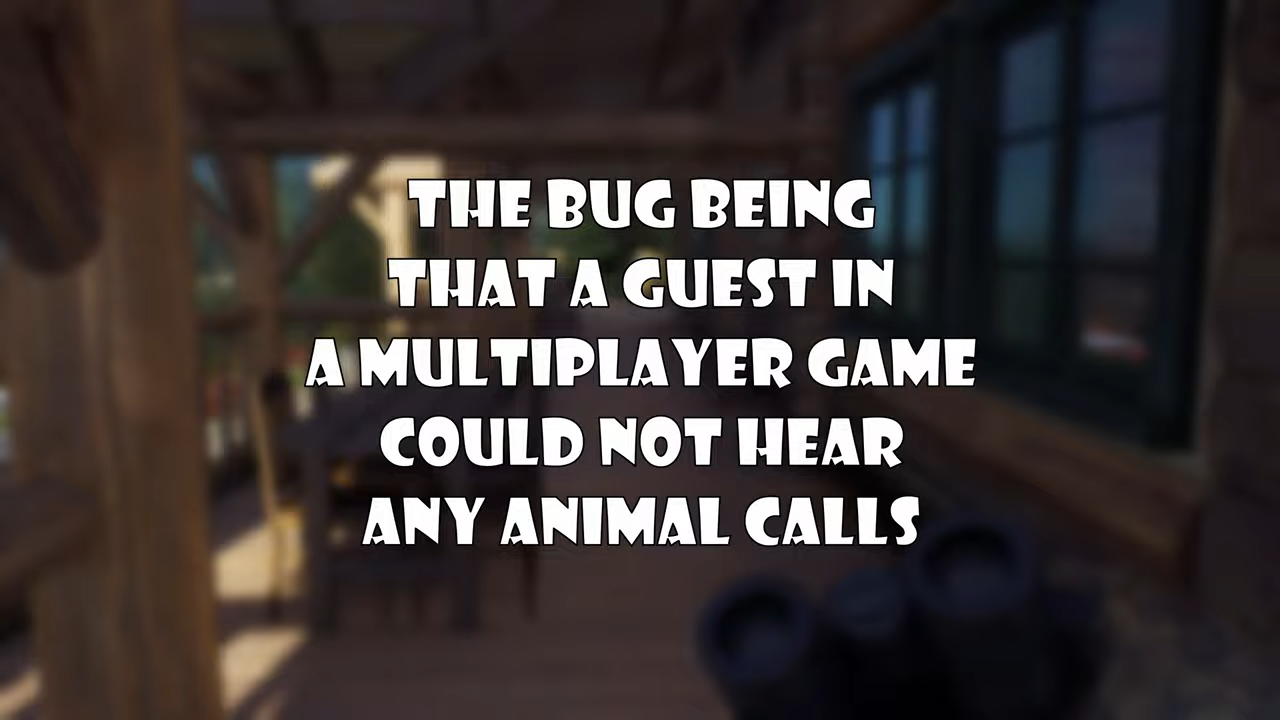 THE BUG BEING
THAT A GUEST IN
A MULTIPLAYER GAME
COULD NOT HEAR
ANY ANIMAL CALLS